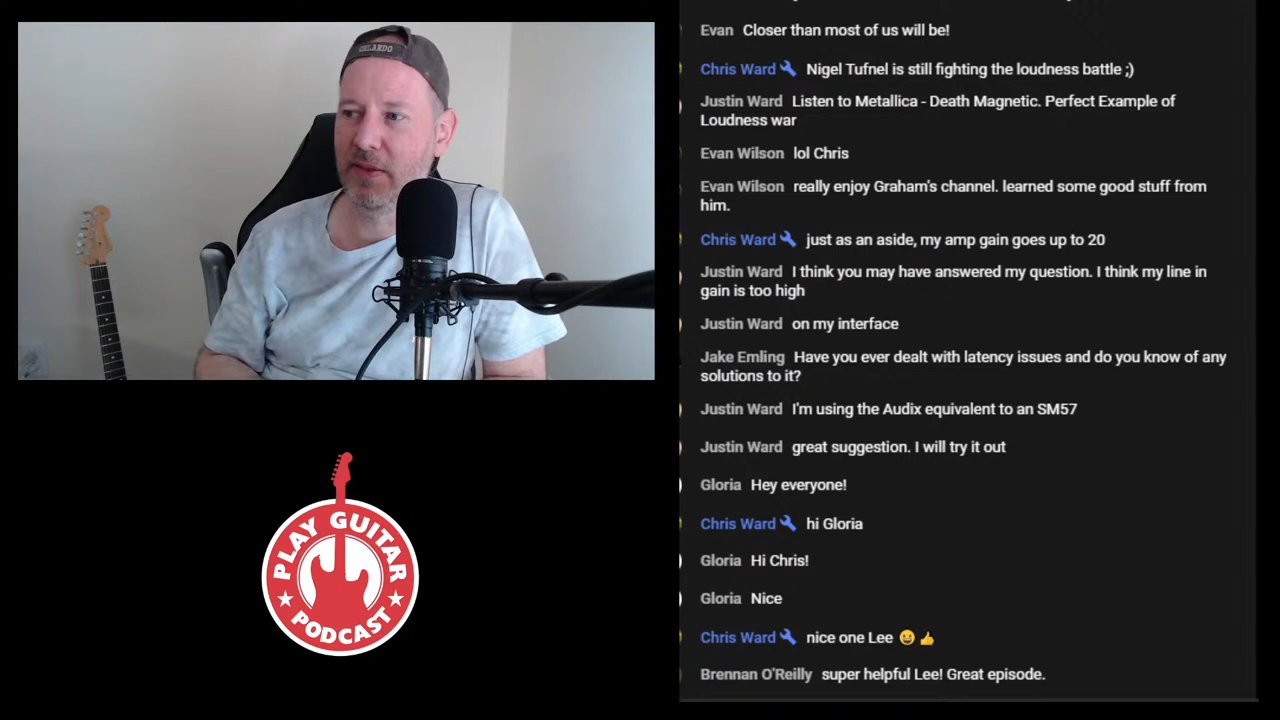 ORLANDO
PLAY GUITAR
PODCAST
Evan Closer than most of us will be!
Chris Ward Nigel Tufnel is still fighting the loudness battle ;)
Justin Ward Listen to Metallica - Death Magnetic. Perfect Example of
Loudness war
Evan Wilson lol Chris
Evan Wilson really enjoy Graham's channel. learned some good stuff from
him.
Chris Ward just as an aside, my amp gain goes up to 20
Justin Ward I think you may have answered my question. I think my line in
gain is too high
Justin Ward on my interface
Jake Emling Have you ever dealt with latency issues and do you know of any
solutions to it?
Justin Ward I'm using the Audix equivalent to an SM57
Justin Ward great suggestion. I will try it out
Gloria Hey everyone!
Chris Ward hi Gloria
Gloria Hi Chris!
Gloria Nice
Chris Ward nice one Lee 😀👍
Brennan O'Reilly super helpful Lee! Great episode.